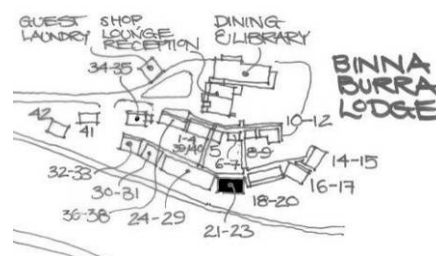 GUEST SHOP DINING
LAUNDRY LOUNGE & LIBRARY
RECEPTION
BINNA
BURRA
LODGE
34-35
42
41
1-4
39/40
5
6-7
8-9
10-12
14-15
16-17
18-20
21-23
24-29
36-38
30-31
32-33